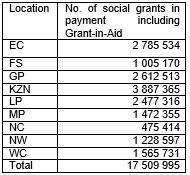 Location No. of social grants in
payment including
Grant-in-Aid
EC 2 785 534
FS 1 005 170
GP 2 612 513
KZN 3 887 365
LP 2 477 316
MP 1 472 355
NC 475 414
NW 1 228 597
WC 1 565 731
Total 17 509 995